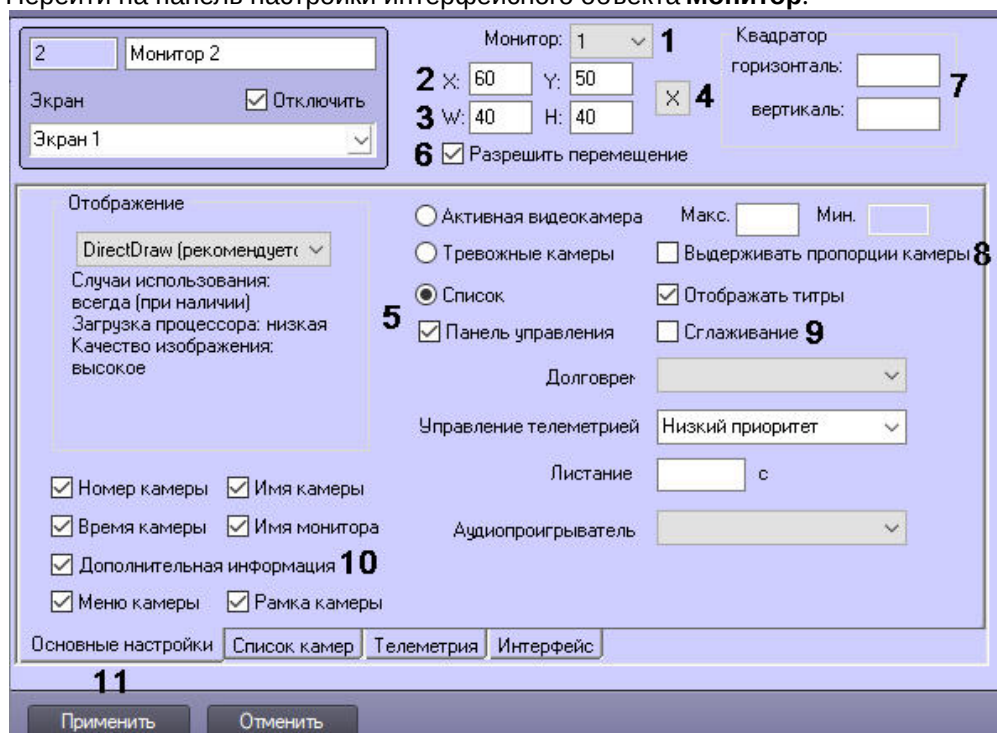 Перейти на панель настройки интерфейсного объекта Монитор.
2 Монитор 2
Экран Отключить
Экран 1
Монитор: 1 1
2 X: 60 Y: 50
3 W: 40 H: 40
X 4
6 Разрешить перемещение
Квадратор
горизонталь:
7
вертикаль:
Отображение
DirectDraw (рекомендуетс
Случаи использования:
всегда (при наличии)
Загрузка процессора: низкая
Качество изображения:
высокое
5
Активная видеокамера Макс. Мин.
Тревожные камеры Выдерживать пропорции камеры 8
Список Отображать титры
Панель управления Сглаживание 9
Долговрем
Управление телеметрией Низкий приоритет
Листание с
Аудиопроигрыватель
Номер камеры Имя камеры
Время камеры Имя монитора
Дополнительная информация 10
Меню камеры Рамка камеры
Основные настройки Список камер Телеметрия Интерфейс
11
Применить Отменить